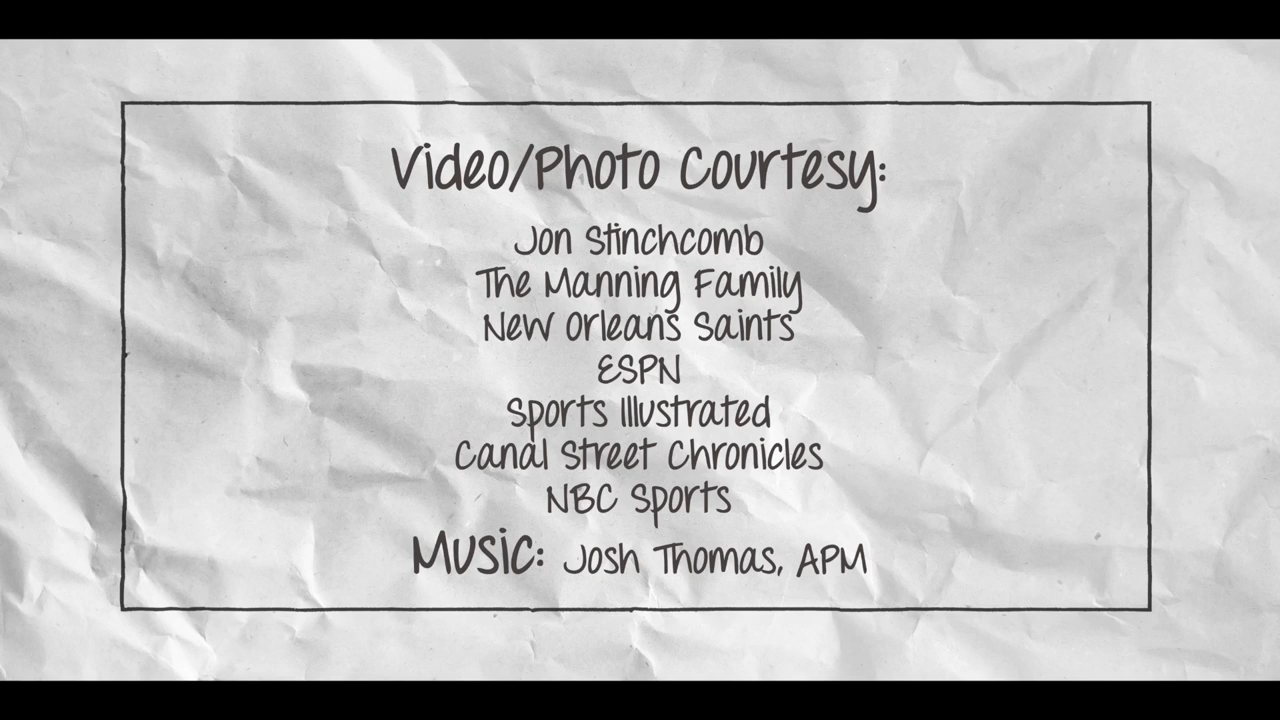 Video/Photo Courtesy:
Jon Stinchcomb
The Manning Family
New Orleans Saints
ESPN
Sports Illustrated
Canal Street Chronicles
NBC Sports
Music: Josh Thomas, APM